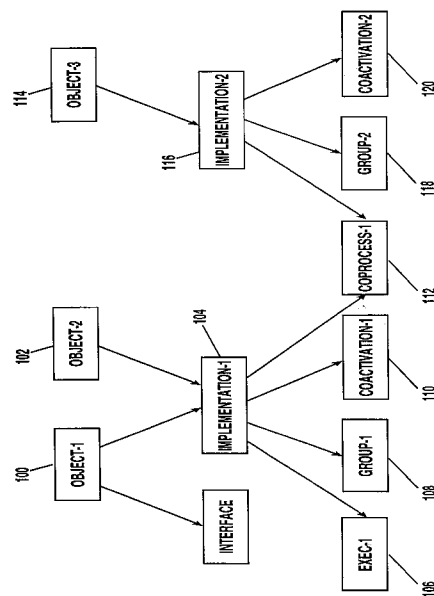 100
OBJECT-1
102
OBJECT-2
114
OBJECT-3
INTERFACE
IMPLEMENTATION-1
104
IMPLEMENTATION-2
116
EXEC-1
106
GROUP-1
108
COACTIVATION-1
110
COPROCESS-1
112
GROUP-2
118
COACTIVATION-2
120